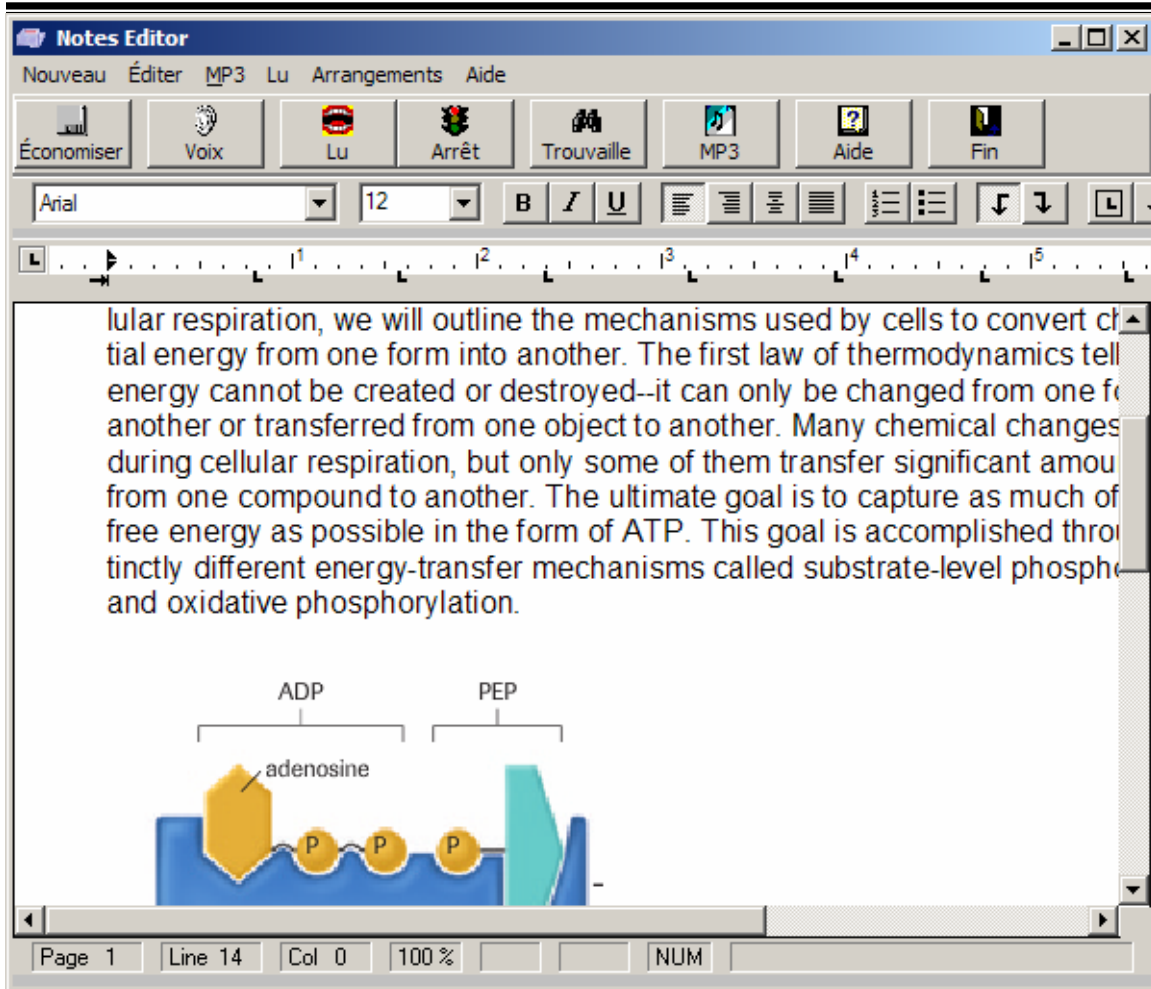 Notes Editor
Nouveau Éditer MP3 Lu Arrangements Aide
Économiser Voix Lu Arrêt Trouvaille MP3 Aide Fin
Arial 12 B I U
1 2 3 4 5
lular respiration, we will outline the mechanisms used by cells to convert ch
tial energy from one form into another. The first law of thermodynamics tell
energy cannot be created or destroyed--it can only be changed from one fo
another or transferred from one object to another. Many chemical changes
during cellular respiration, but only some of them transfer significant amou
from one compound to another. The ultimate goal is to capture as much of
free energy as possible in the form of ATP. This goal is accomplished throu
tinctly different energy-transfer mechanisms called substrate-level phospho
and oxidative phosphorylation.
ADP PEP
adenosine
P P P
Page 1 Line 14 Col 0 100 % NUM